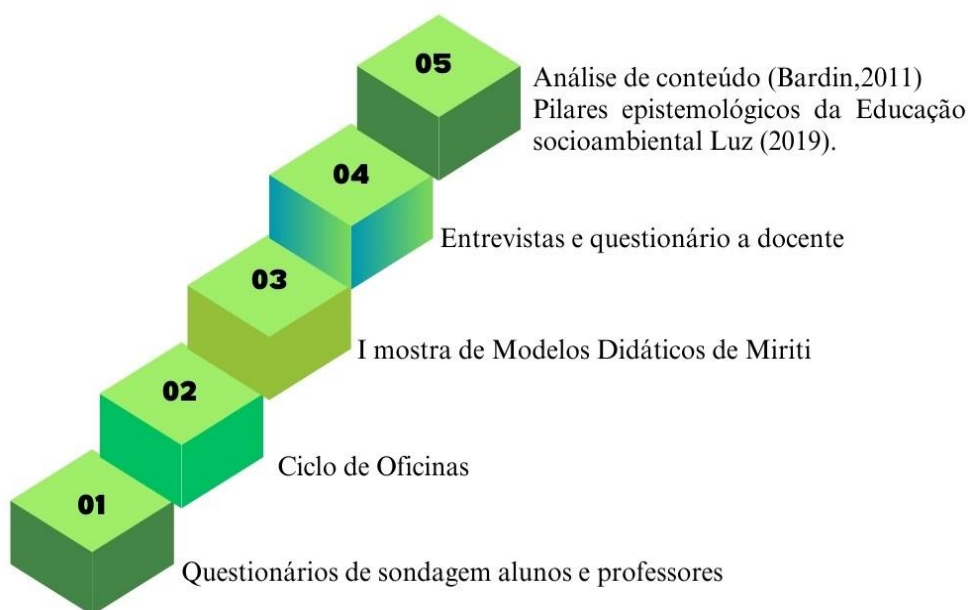 05
Análise de conteúdo (Bardin,2011)
Pilares epistemológicos da Educação
socioambiental Luz (2019).
04
Entrevistas e questionário a docente
03
I mostra de Modelos Didáticos de Miriti
02
Ciclo de Oficinas
01
Questionários de sondagem alunos e professores